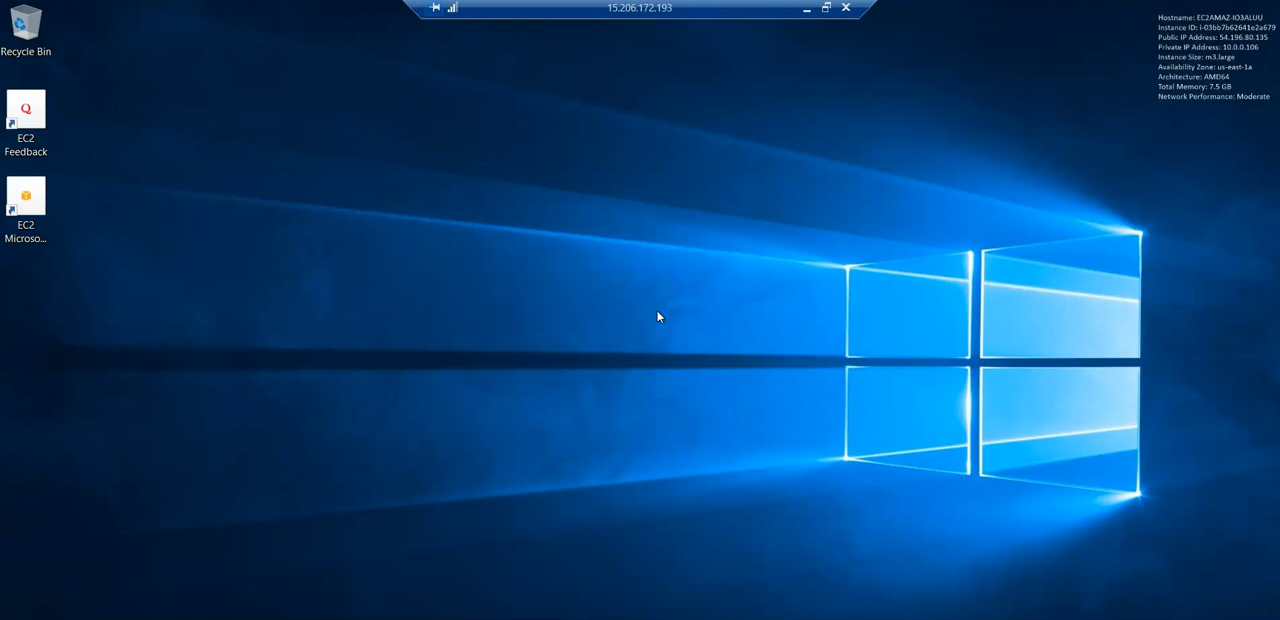 15.206.172.193
Hostname: EC2AMAZ-IO3ALUU
Instance ID: i-03bb7b62641e2a679
Public IP Address: 54.196.80.135
Private IP Address: 10.0.0.106
Instance Size: m3.large
Availability Zone: us-east-1a
Architecture: AMD64
Total Memory: 7.5 GB
Network Performance: Moderate
Recycle Bin
Q
EC2
Feedback
EC2
Microso...